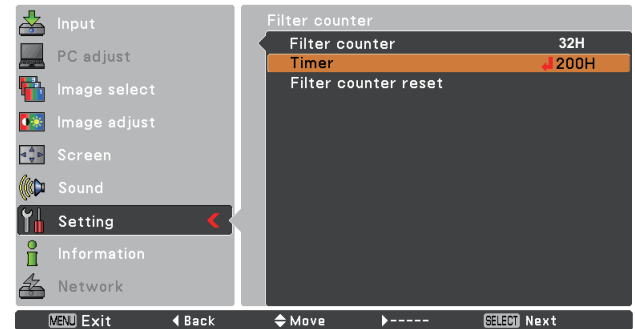 Input
PC adjust
Image select
Image adjust
Screen
Sound
Setting
Information
Network
Filter counter
Filter counter 32H
Timer 200H
Filter counter reset
MENU Exit Back Move ----- SELECT Next